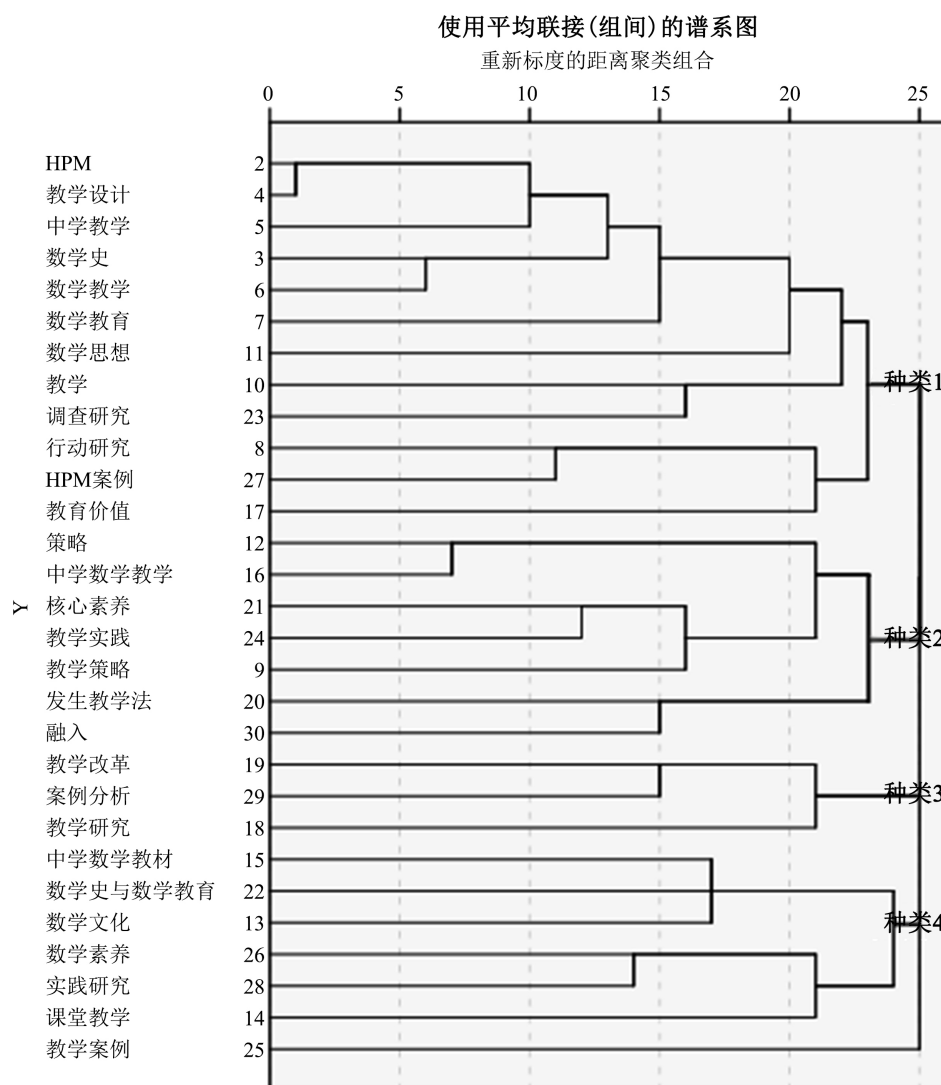 使用平均联接(组间)的谱系图
重新标度的距离聚类组合
0 5 10 15 20 25
HPM 2
教学设计 4
中学教学 5
数学史 3
数学教学 6
数学教育 7
数学思想 11
教学 10 种类1
调查研究 23
行动研究 8
HPM案例 27
教育价值 17
策略 12
中学数学教学 16
Y 核心素养 21
教学实践 24 种类2
教学策略 9
发生教学法 20
融入 30
教学改革 19
案例分析 29 种类3
教学研究 18
中学数学教材 15
数学史与数学教育 22
数学文化 13 种类4
数学素养 26
实践研究 28
课堂教学 14
教学案例 25